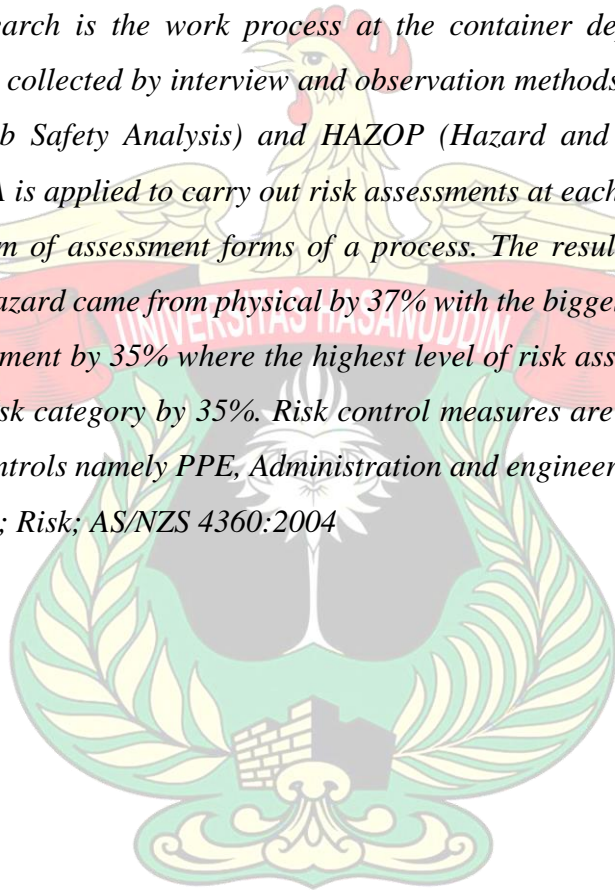 earch is the work process at the container de
collected by interview and observation methods
b Safety Analysis) and HAZOP (Hazard and
A is applied to carry out risk assessments at each
m of assessment forms of a process. The resul
azard came from physical by 37% with the bigges
UNIVERSITAS HASANUDDIN
ment by 35% where the highest level of risk ass
sk category by 35%. Risk control measures are
ntrols namely PPE, Administration and engineer
; Risk; AS/NZS 4360:2004